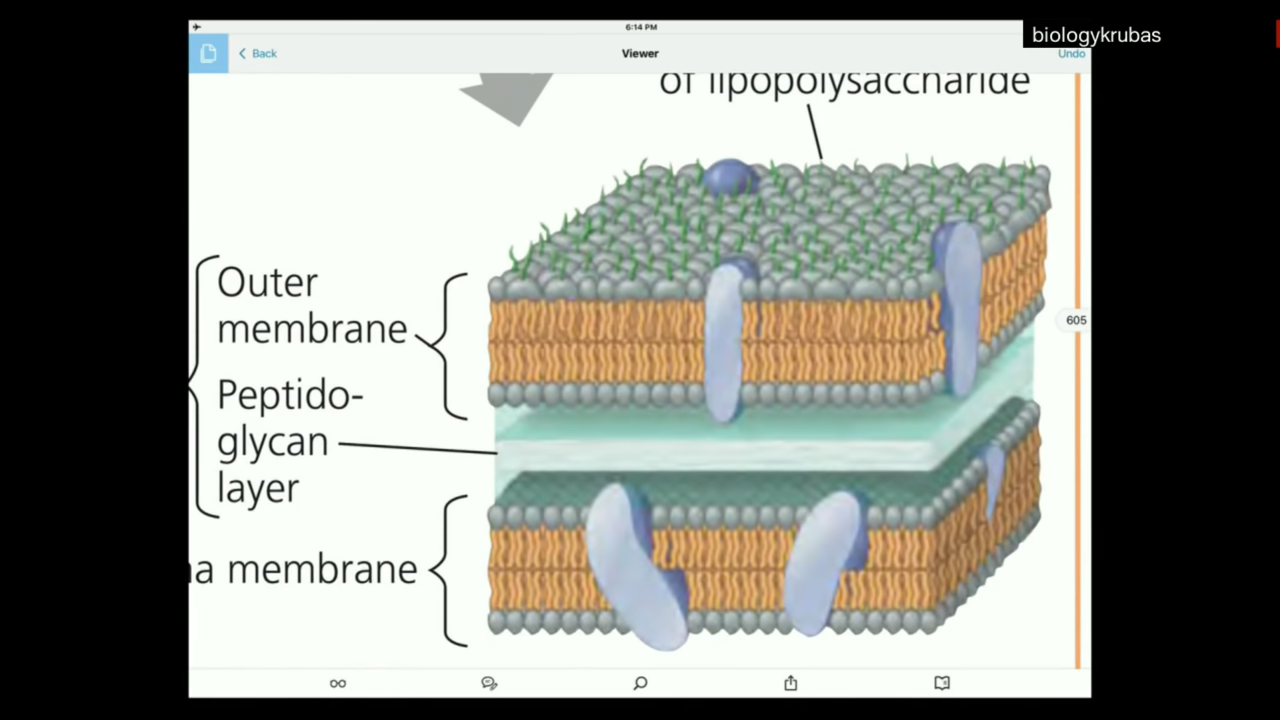 6:14 PM
biologykrubas
Back
Viewer
Undo
of lipopolysaccharide
Outer
membrane
Peptido-
glycan
layer
605
membrane